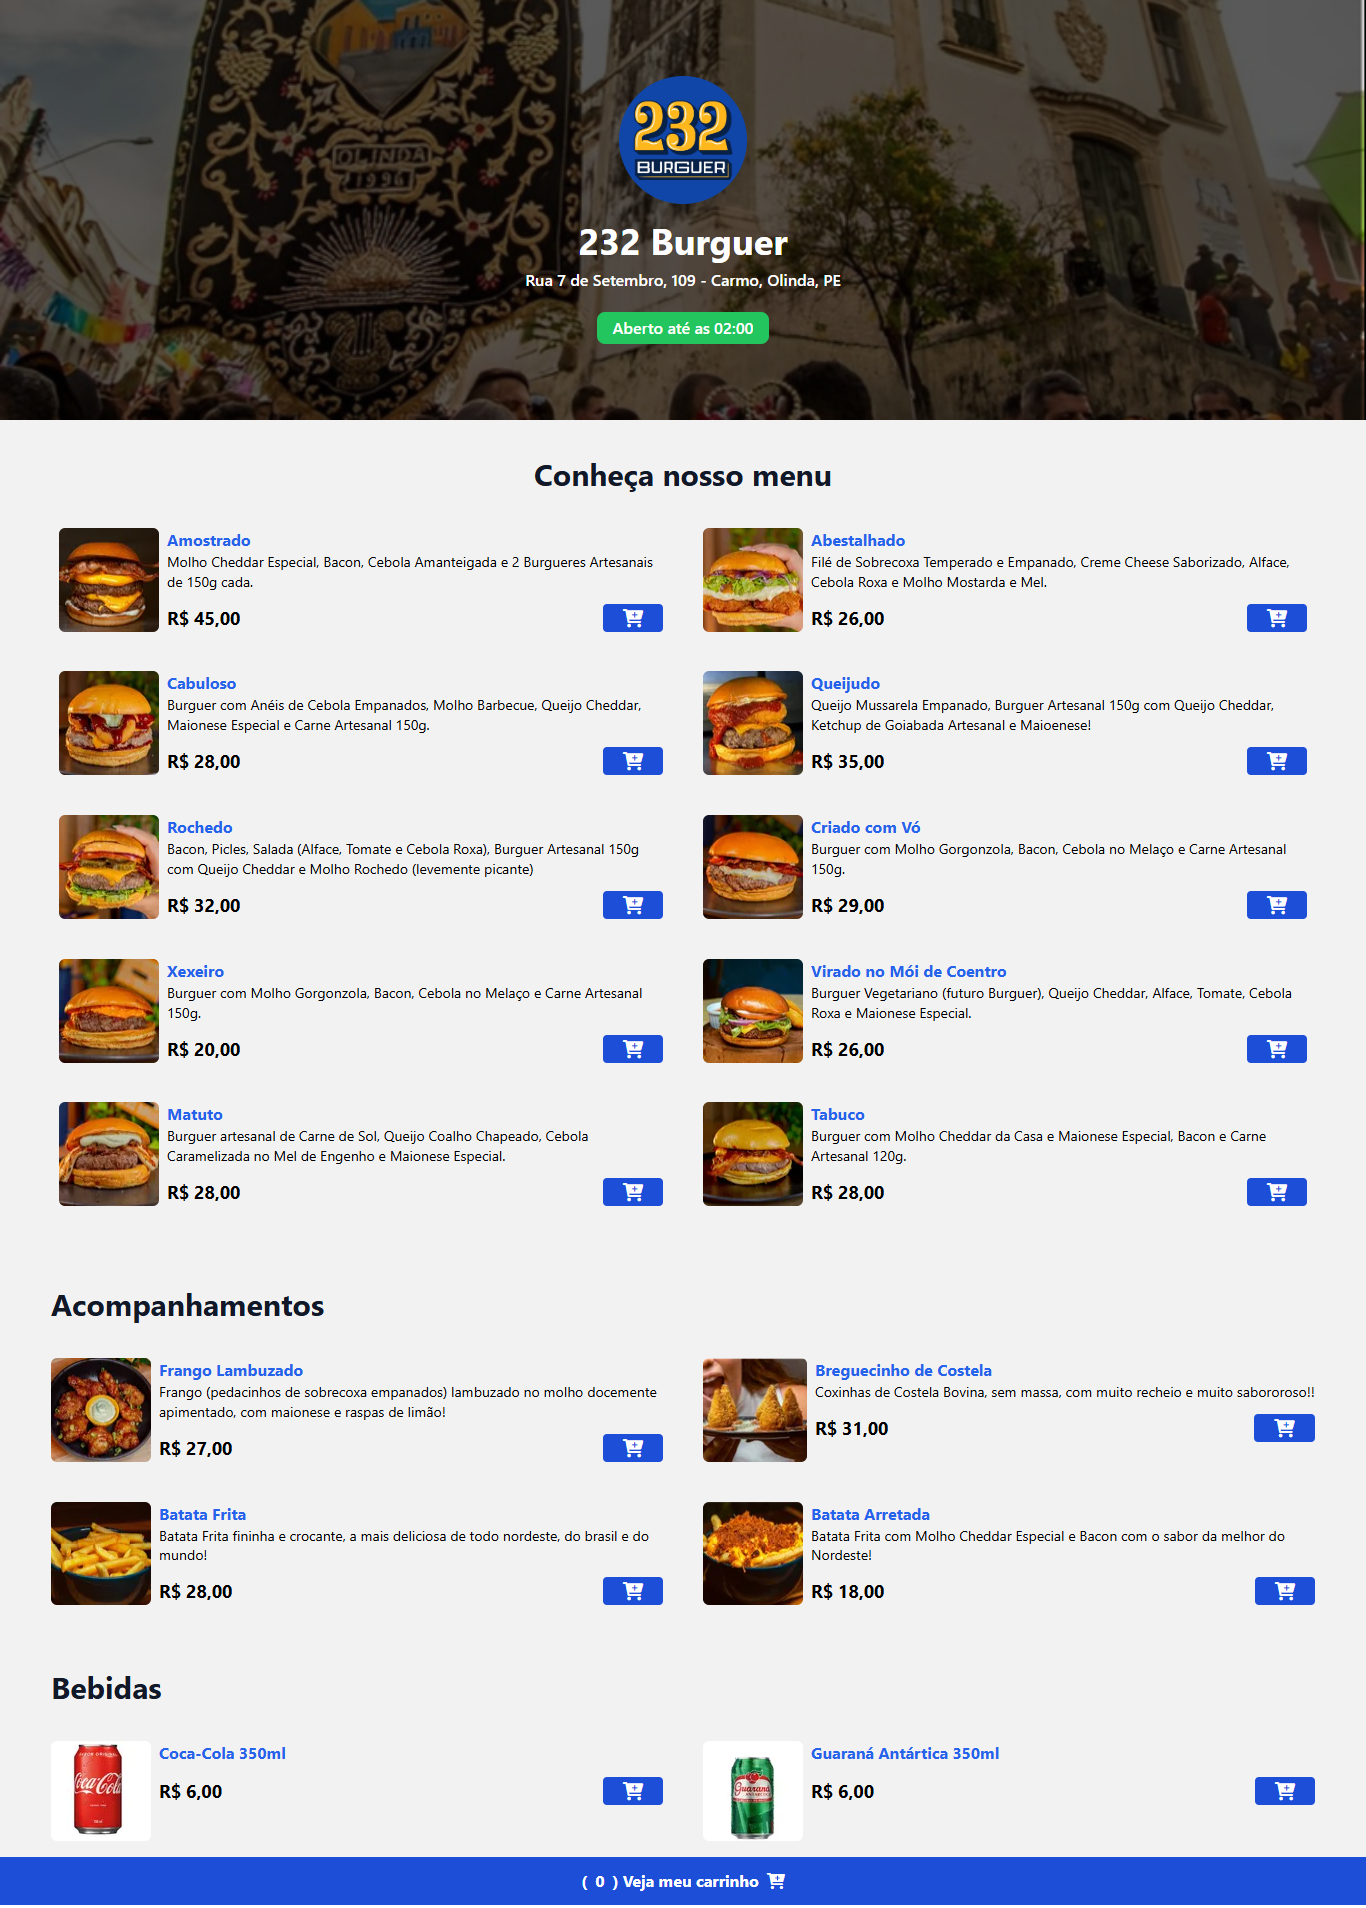 OLINDA
1996
232
BURGUER
232 Burguer
Rua 7 de Setembro, 109 - Carmo, Olinda, PE
Aberto até as 02:00
Conheça nosso menu
Amostrado
Molho Cheddar Especial, Bacon, Cebola Amanteigada e 2 Burgueres Artesanais
de 150g cada.
R$ 45,00
Abestalhado
Filé de Sobrecoxa Temperado e Empanado, Creme Cheese Saborizado, Alface,
Cebola Roxa e Molho Mostarda e Mel.
R$ 26,00
Cabuloso
Burguer com Anéis de Cebola Empanados, Molho Barbecue, Queijo Cheddar,
Maionese Especial e Carne Artesanal 150g.
R$ 28,00
Queijudo
Queijo Mussarela Empanado, Burguer Artesanal 150g com Queijo Cheddar,
Ketchup de Goiabada Artesanal e Maioenese!
R$ 35,00
Rochedo
Bacon, Picles, Salada (Alface, Tomate e Cebola Roxa), Burguer Artesanal 150g
com Queijo Cheddar e Molho Rochedo (levemente picante)
R$ 32,00
Criado com Vó
Burguer com Molho Gorgonzola, Bacon, Cebola no Melaço e Carne Artesanal
150g.
R$ 29,00
Xexeiro
Burguer com Molho Gorgonzola, Bacon, Cebola no Melaço e Carne Artesanal
150g.
R$ 20,00
Virado no Mói de Coentro
Burguer Vegetariano (futuro Burguer), Queijo Cheddar, Alface, Tomate, Cebola
Roxa e Maionese Especial.
R$ 26,00
Matuto
Burguer artesanal de Carne de Sol, Queijo Coalho Chapeado, Cebola
Caramelizada no Mel de Engenho e Maionese Especial.
R$ 28,00
Tabuco
Burguer com Molho Cheddar da Casa e Maionese Especial, Bacon e Carne
Artesanal 120g.
R$ 28,00
Acompanhamentos
Frango Lambuzado
Frango (pedacinhos de sobrecoxa empanados) lambuzado no molho docemente
apimentado, com maionese e raspas de limão!
R$ 27,00
Breguecinho de Costela
Coxinhas de Costela Bovina, sem massa, com muito recheio e muito sabororoso!!
R$ 31,00
Batata Frita
Batata Frita fininha e crocante, a mais deliciosa de todo nordeste, do brasil e do
mundo!
R$ 28,00
Batata Arretada
Batata Frita com Molho Cheddar Especial e Bacon com o sabor da melhor do
Nordeste!
R$ 18,00
Bebidas
Coca-Cola
Coca-Cola 350ml
R$ 6,00
Guaraná
ANTARCTICA
Guaraná Antártica 350ml
R$ 6,00
( 0 ) Veja meu carrinho